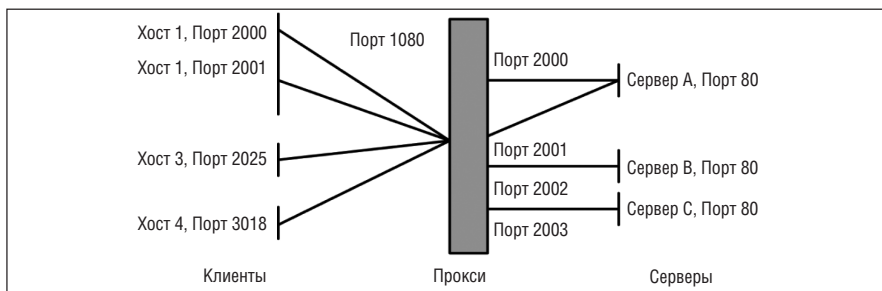 Хост 1, Порт 2000
Хост 1, Порт 2001
Хост 3, Порт 2025
Хост 4, Порт 3018
Порт 1080
Порт 2000
Порт 2001
Порт 2002
Порт 2003
Сервер A, Порт 80
Сервер B, Порт 80
Сервер C, Порт 80
Клиенты
Прокси
Серверы